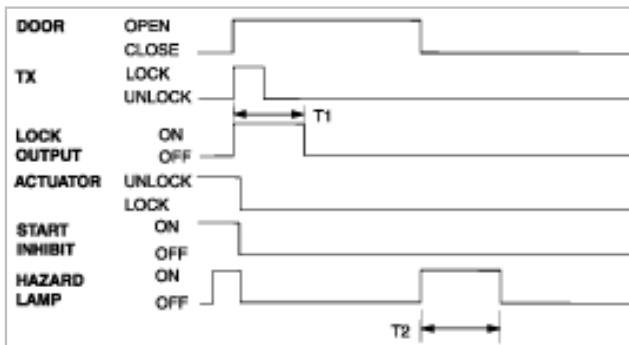 DOOR OPEN
CLOSE
TX LOCK
UNLOCK
T1
LOCK ON
OUTPUT OFF
ACTUATOR UNLOCK
LOCK
START ON
INHIBIT OFF
HAZARD ON
LAMP OFF
T2